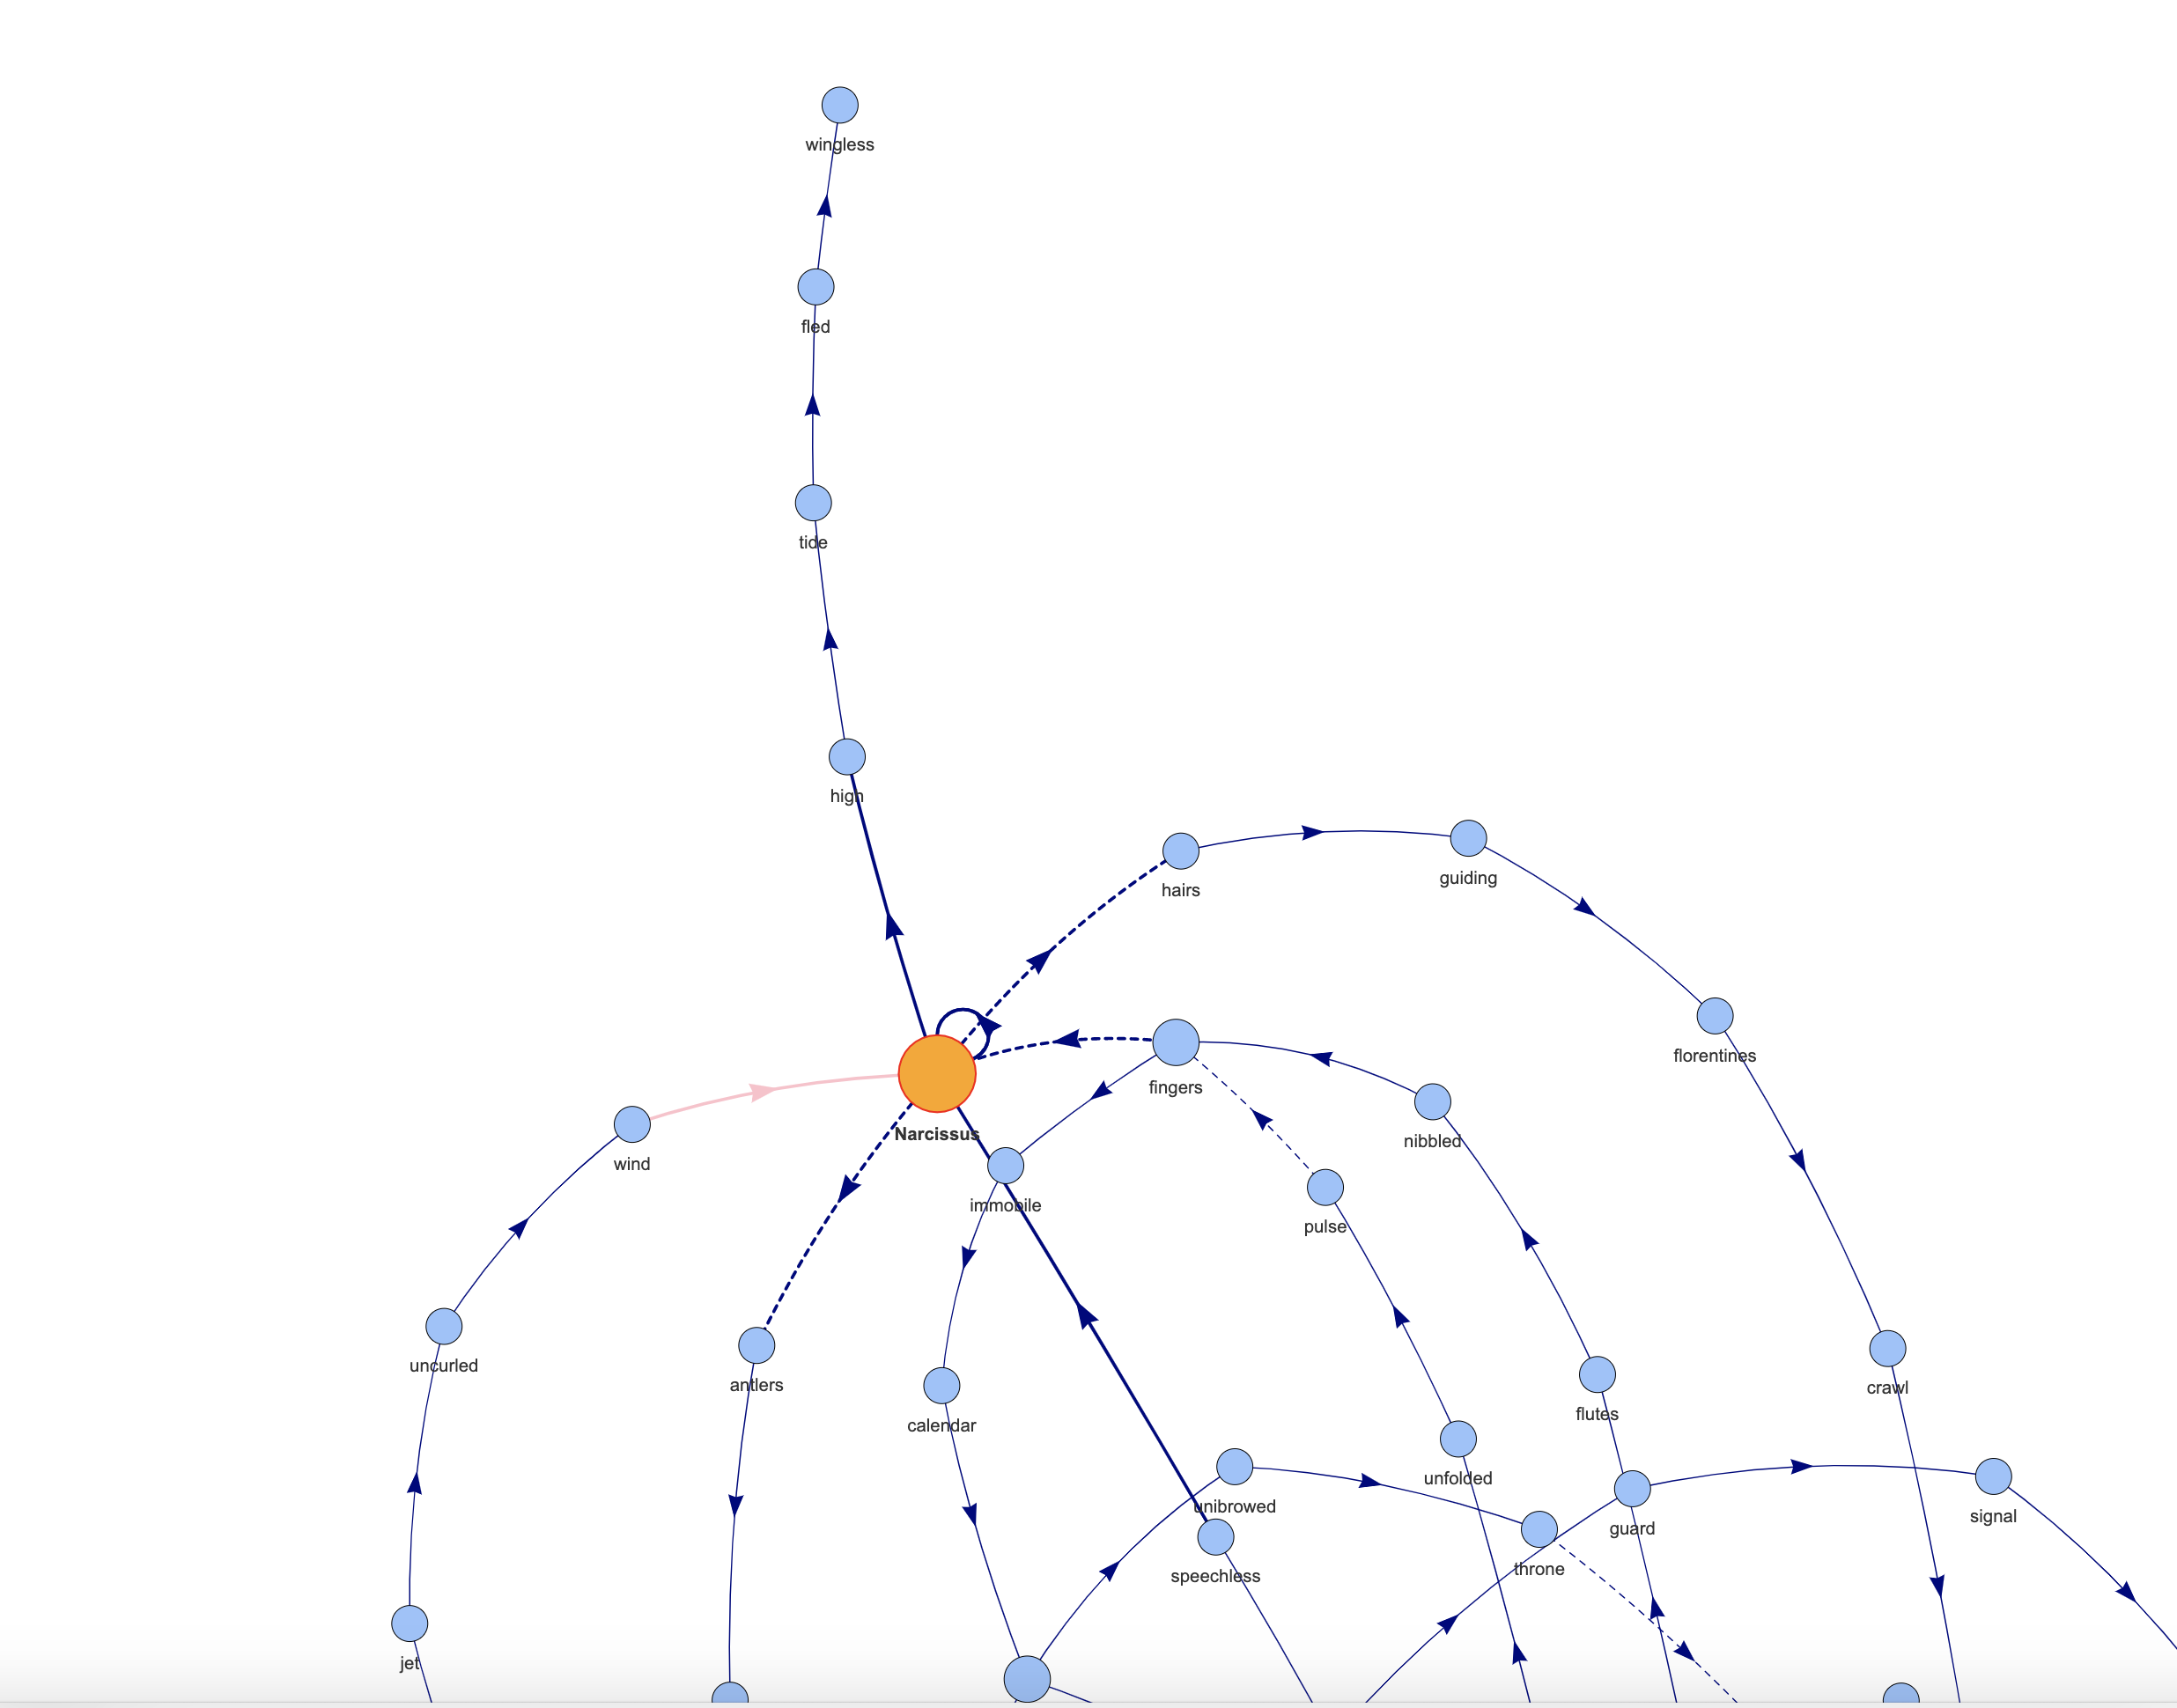 wingless
fled
tide
high
hairs
guiding
florentines
fingers
Narcissus
nibbled
wind
immobile
pulse
uncurled
antlers
crawl
calendar
flutes
unfolded
unibrowed
signal
guard
throne
speechless
jet